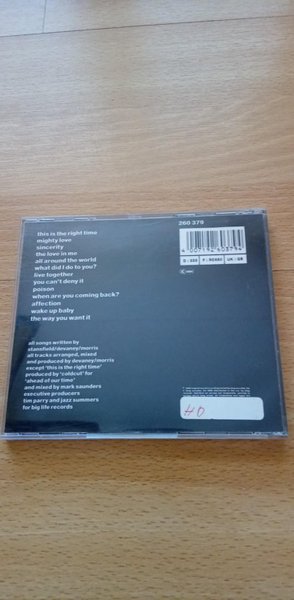 this is the right time
mighty love
sincerity
the love in me
all around the world
what did I do to you?
live together
you can't deny it
poison
when are you coming back?
affection
wake up baby
the way you want it
all songs written by
stansfield/devaney/morris
all tracks arranged, mixed
and produced by devaney/morris
except 'this is the right time'
produced by 'coldcut' for
'ahead of our time'
and mixed by mark saunders
executive producers
tim parry and jazz summers
for big life records
260 379
UK : GB
HO